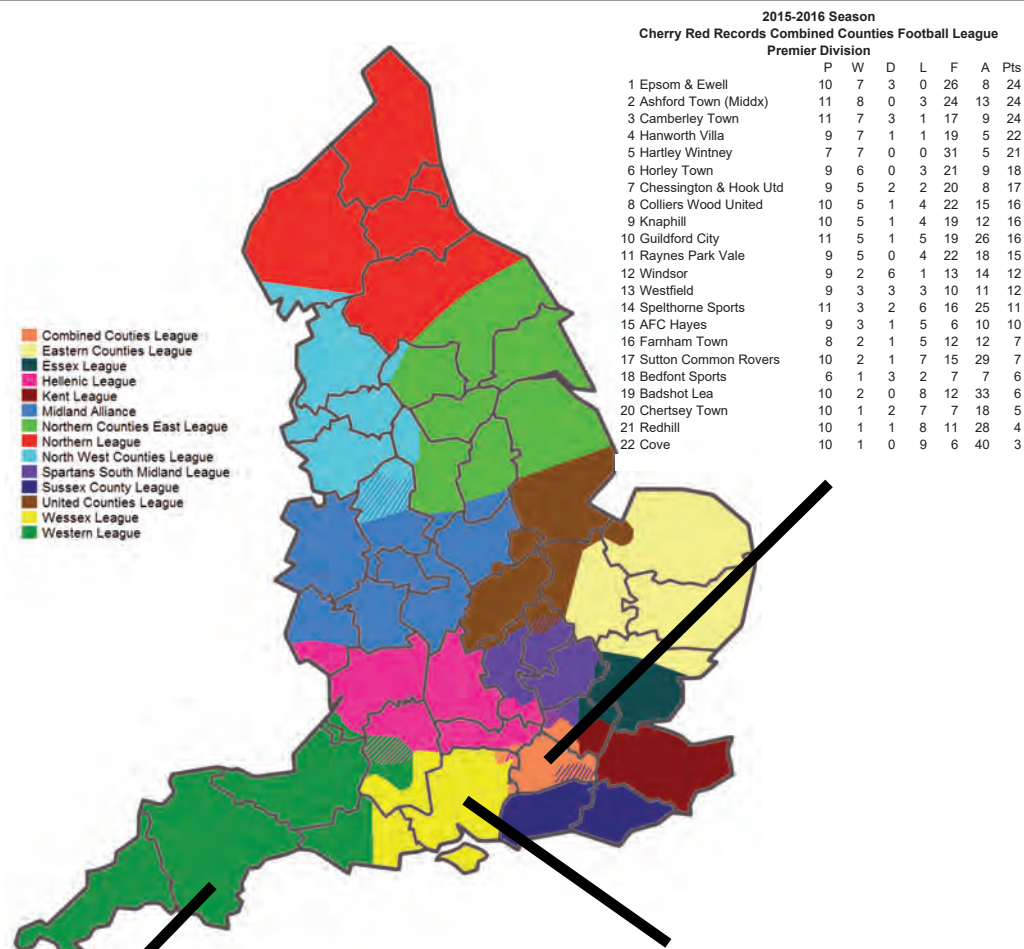 2015-2016 Season
Cherry Red Records Combined Counties Football League
Premier Division
P W D L F A Pts
1 Epsom & Ewell 10 7 3 0 26 8 24
2 Ashford Town (Middx) 11 8 0 3 24 13 24
3 Camberley Town 11 7 3 1 17 9 24
4 Hanworth Villa 9 7 1 1 19 5 22
5 Hartley Wintney 7 7 0 0 31 5 21
6 Horley Town 9 6 0 3 21 9 18
7 Chessington & Hook Utd 9 5 2 2 20 8 17
8 Colliers Wood United 10 5 1 4 22 15 16
9 Knaphill 10 5 1 4 19 12 16
10 Guildford City 11 5 1 5 19 26 16
11 Raynes Park Vale 9 5 0 4 22 18 15
12 Windsor 9 2 6 1 13 14 12
13 Westfield 9 3 3 3 10 11 12
14 Spelthorne Sports 11 3 2 6 16 25 11
15 AFC Hayes 9 3 1 5 6 10 10
16 Farnham Town 8 2 1 5 12 12 7
17 Sutton Common Rovers 10 2 1 7 15 29 7
18 Bedfont Sports 6 1 3 2 7 7 6
19 Badshot Lea 10 2 0 8 12 33 6
20 Chertsey Town 10 1 2 7 7 18 5
21 Redhill 10 1 1 8 11 28 4
22 Cove 10 1 0 9 6 40 3
Combined Couties League
Eastern Counties League
Essex League
Hellenic League
Kent League
Midland Alliance
Northern Counties East League
Northern League
North West Counties League
Spartans South Midland League
Sussex County League
United Counties League
Wessex League
Western League